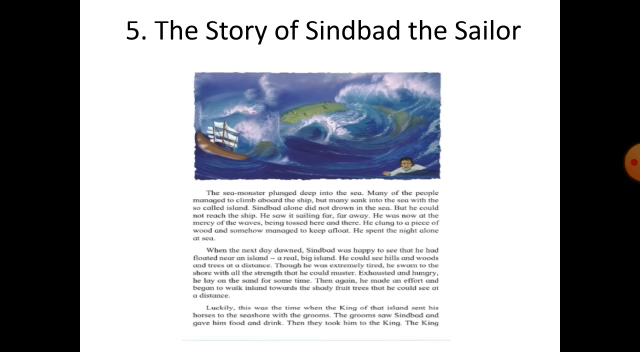 5. The Story of Sindbad the Sailor
The sea-monster plunged deep into the sea. Many of the people
managed to climb aboard the ship, but many sank into the sea with the
so called island. Sindbad alone did not drown in the sea. But he could
not reach the ship. He saw it sailing far, far away. He was now at the
mercy of the waves, being tossed here and there. He clung to a piece of
wood and somehow managed to keep afloat. He spent the night alone
at sea.
When the next day dawned, Sindbad was happy to see that he had
floated near an island – a real, big island. He could see hills and woods
and trees at a distance. Though he was extremely tired, he swam to the
shore with all the strength that he could muster. Exhausted and hungry,
he lay on the sand for some time. Then again, he made an effort and
began to walk inland towards the shady fruit trees that he could see at
a distance.
Luckily, this was the time when the King of that island sent his
horses to the seashore with the grooms. The grooms saw Sindbad and
gave him food and drink. Then they took him to the King. The King